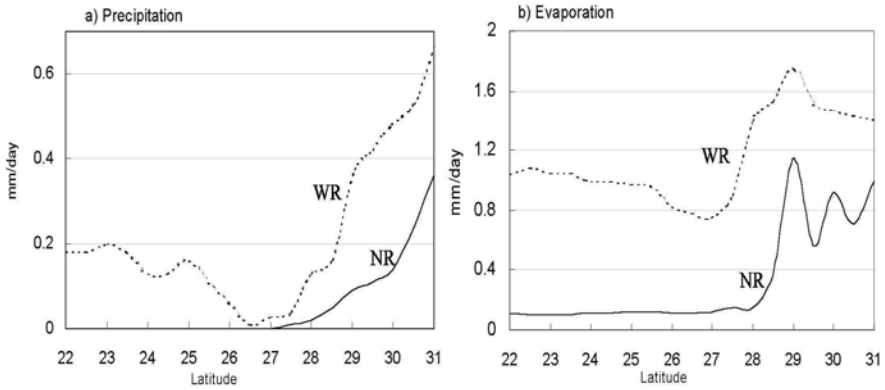 a) Precipitation
mm/day
0.6
0.4
0.2
0
WR
NR
22 23 24 25 26 27 28 29 30 31
Latitude
b) Evaporation
mm/day
2
1.6
1.2
0.8
0.4
0
WR
NR
22 23 24 25 26 27 28 29 30 31
Latitude